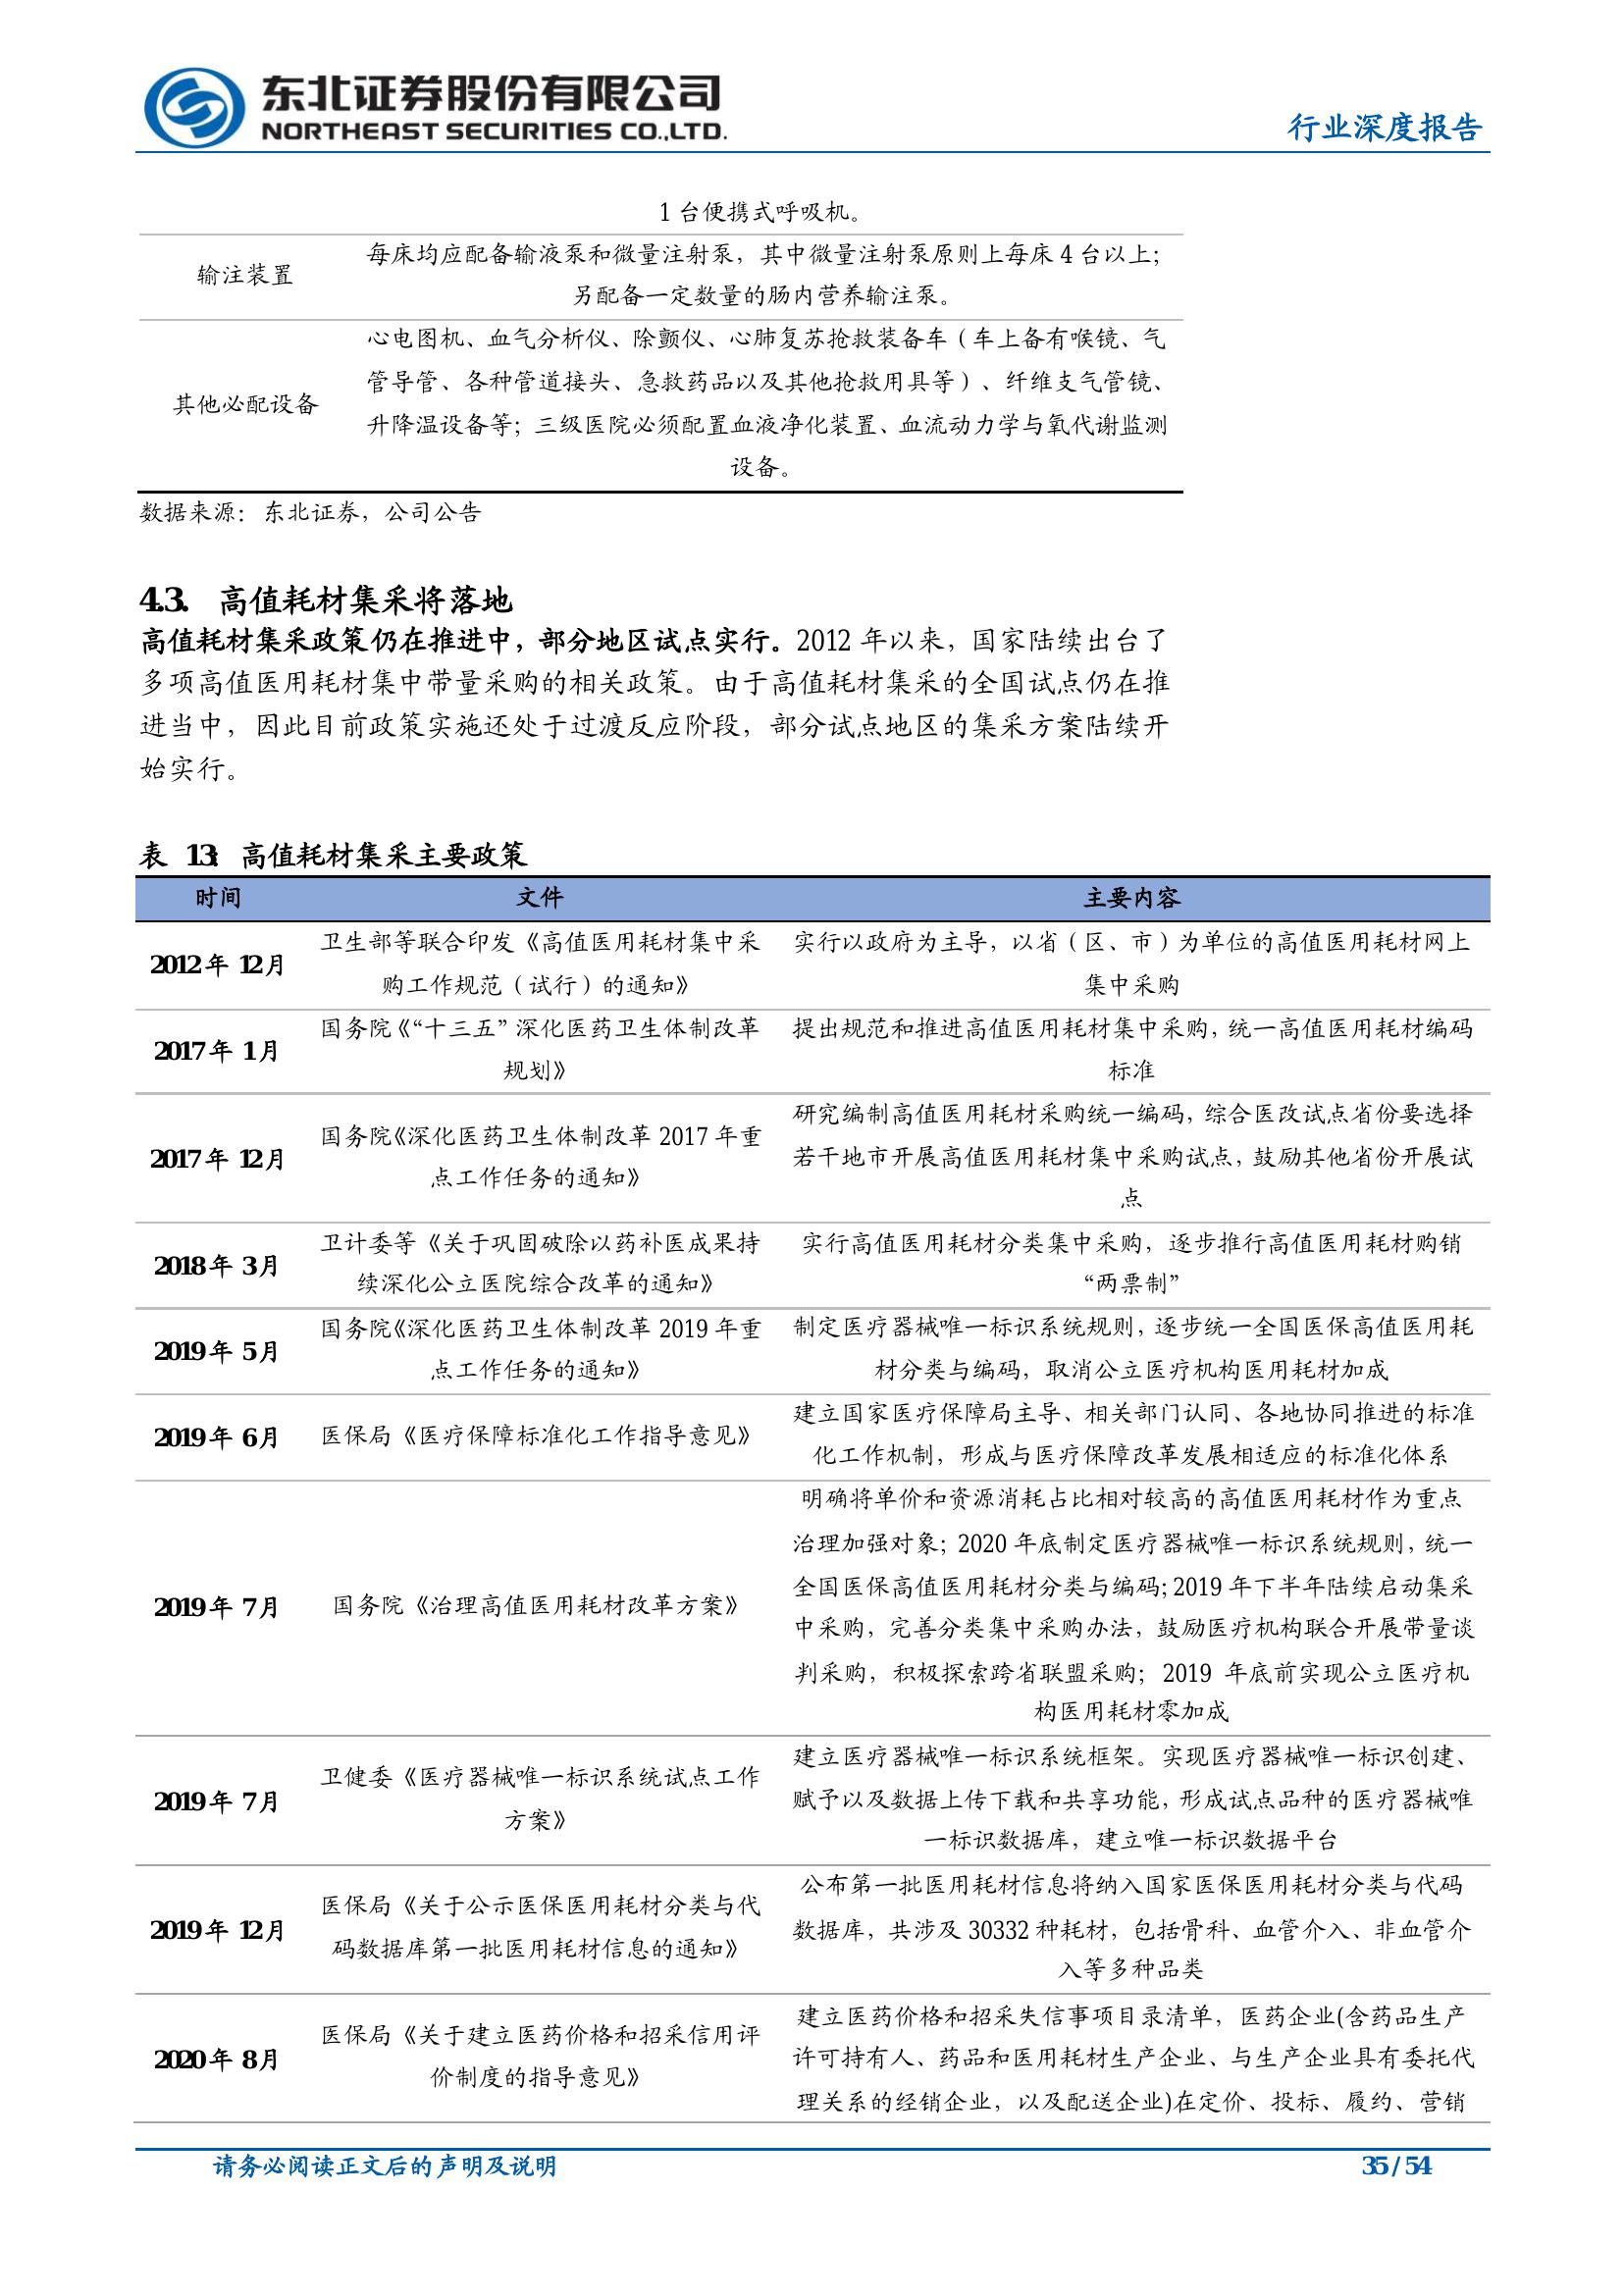 东北证券股份有限公司
NORTHEAST SECURITIES CO.,LTD.
行业深度报告
1 台便携式呼吸机。
输注装置
每床均应配备输液泵和微量注射泵，其中微量注射泵原则上每床 4 台以上；
另配备一定数量的肠内营养输注泵。
其他必配设备
心电图机、血气分析仪、除颤仪、心肺复苏抢救装备车（车上备有喉镜、气
管导管、各种管道接头、急救药品以及其他抢救用具等）、纤维支气管镜、
升降温设备等；三级医院必须配置血液净化装置、血流动力学与氧代谢监测
设备。
数据来源：东北证券，公司公告
4.3. 高值耗材集采将落地
高值耗材集采政策仍在推进中，部分地区试点实行。2012 年以来，国家陆续出台了
多项高值医用耗材集中带量采购的相关政策。由于高值耗材集采的全国试点仍在推
进当中，因此目前政策实施还处于过渡反应阶段，部分试点地区的集采方案陆续开
始实行。
表 13：高值耗材集采主要政策
时间 文件 主要内容
2012 年 12 月
卫生部等联合印发《高值医用耗材集中采
购工作规范（试行）的通知》
实行以政府为主导，以省（区、市）为单位的高值医用耗材网上
集中采购
2017 年 1 月
国务院《“十三五”深化医药卫生体制改革
规划》
提出规范和推进高值医用耗材集中采购，统一高值医用耗材编码
标准
2017 年 12 月
国务院《深化医药卫生体制改革 2017 年重
点工作任务的通知》
研究编制高值医用耗材采购统一编码，综合医改试点省份要选择
若干地市开展高值医用耗材集中采购试点，鼓励其他省份开展试
点
2018 年 3 月
卫计委等《关于巩固破除以药补医成果持
续深化公立医院综合改革的通知》
实行高值医用耗材分类集中采购，逐步推行高值医用耗材购销
“两票制”
2019 年 5 月
国务院《深化医药卫生体制改革 2019 年重
点工作任务的通知》
制定医疗器械唯一标识系统规则，逐步统一全国医保高值医用耗
材分类与编码，取消公立医疗机构医用耗材加成
2019 年 6 月
医保局《医疗保障标准化工作指导意见》
建立国家医疗保障局主导、相关部门认同、各地协同推进的标准
化工作机制，形成与医疗保障改革发展相适应的标准化体系
2019 年 7 月
国务院《治理高值医用耗材改革方案》
明确将单价和资源消耗占比相对较高的高值医用耗材作为重点
治理加强对象；2020 年底制定医疗器械唯一标识系统规则，统一
全国医保高值医用耗材分类与编码；2019 年下半年陆续启动集采
中采购，完善分类集中采购办法，鼓励医疗机构联合开展带量谈
判采购，积极探索跨省联盟采购； 2019 年底前实现公立医疗机
构医用耗材零加成
2019 年 7 月
卫健委《医疗器械唯一标识系统试点工作
方案》
建立医疗器械唯一标识系统框架。实现医疗器械唯一标识创建、
赋予以及数据上传下载和共享功能，形成试点品种的医疗器械唯
一标识数据库，建立唯一标识数据平台
2019 年 12 月
医保局《关于公示医保医用耗材分类与代
码数据库第一批医用耗材信息的通知》
公布第一批医用耗材信息将纳入国家医保医用耗材分类与代码
数据库，共涉及 30332 种耗材，包括骨科、血管介入、非血管介
入等多种品类
2020 年 8 月
医保局《关于建立医药价格和招采信用评
价制度的指导意见》
建立医药价格和招采失信事项目录清单，医药企业(含药品生产
许可持有人、药品和医用耗材生产企业、与生产企业具有委托代
理关系的经销企业，以及配送企业)在定价、投标、履约、营销
请务必阅读正文后的声明及说明
35 / 54